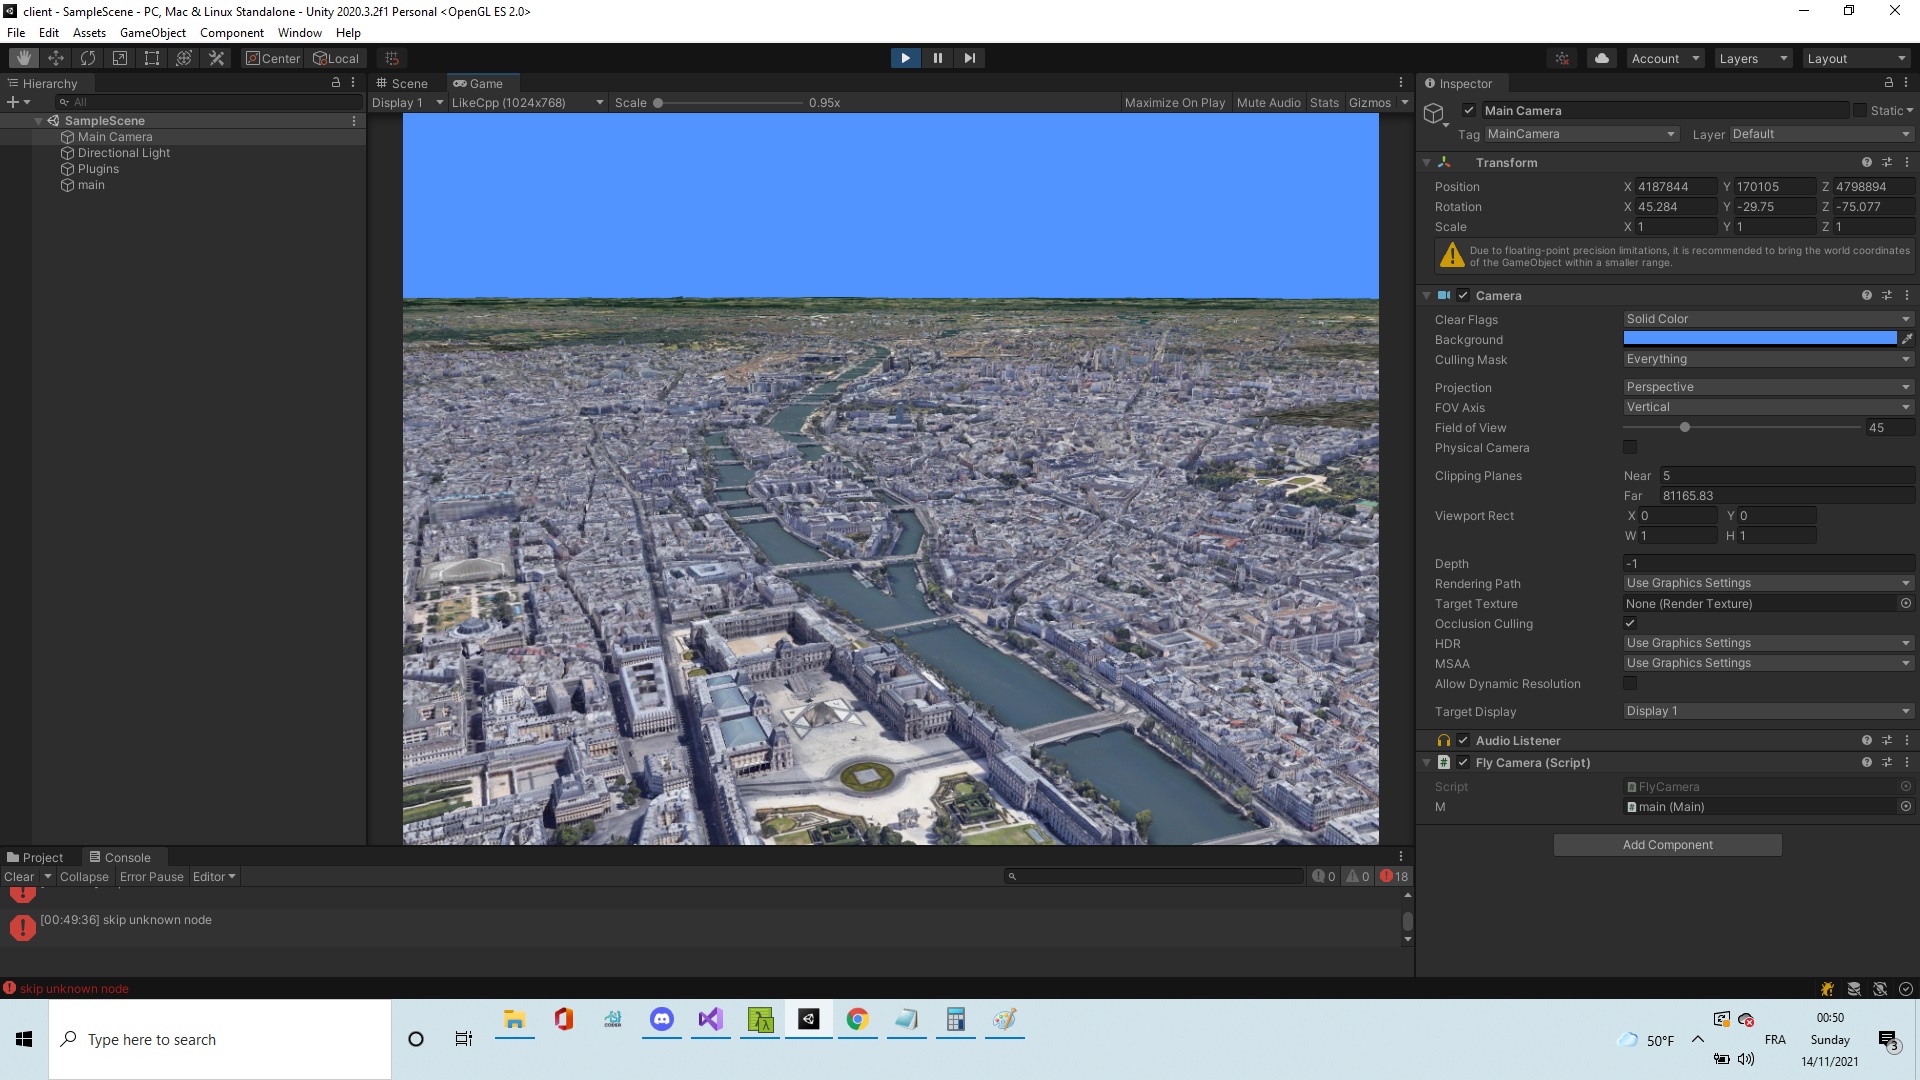 client - SampleScene - PC, Mac & Linux Standalone - Unity 2020.3.2f1 Personal <OpenGL ES 2.0>
File Edit Assets GameObject Component Window Help
Center Local Account Layers Layout
Hierarchy
All
SampleScene
Main Camera
Directional Light
Plugins
main
Scene Game
Display 1 LikeCpp (1024x768) Scale 0.95x Maximize On Play Mute Audio Stats Gizmos
Inspector
Main Camera Static
Tag MainCamera Layer Default
Transform
Position X 4187844 Y 170105 Z 4798894
Rotation X 45.284 Y -29.75 Z -75.077
Scale X 1 Y 1 Z 1
Due to floating-point precision limitations, it is recommended to bring the world coordinates
of the GameObject within a smaller range.
Camera
Clear Flags Solid Color
Background
Culling Mask Everything
Projection Perspective
FOV Axis Vertical
Field of View 45
Physical Camera
Clipping Planes Near 5
Far 81165.83
Viewport Rect X 0 Y 0
W 1 H 1
Depth -1
Rendering Path Use Graphics Settings
Target Texture None (Render Texture)
Occlusion Culling
HDR Use Graphics Settings
MSAA Use Graphics Settings
Allow Dynamic Resolution
Target Display Display 1
Audio Listener
Fly Camera (Script)
Script FlyCamera
M main (Main)
Add Component
Project Console
Clear Collapse Error Pause Editor 0 0 18
[00:49:36] skip unknown node
skip unknown node
Type here to search
50°F FRA 00:50
Sunday
14/11/2021
3